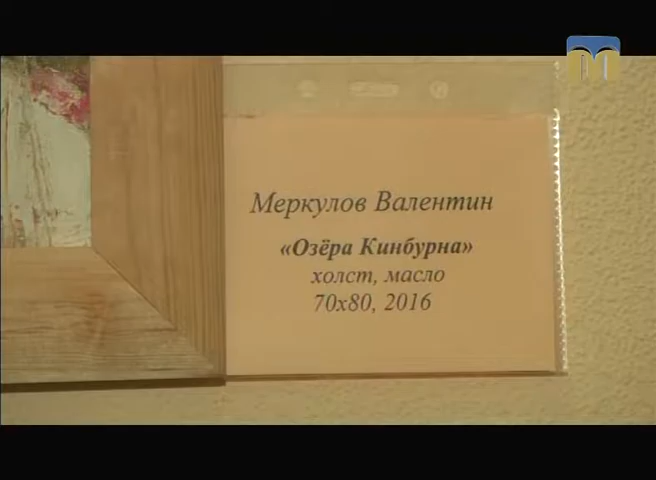 Меркулов Валентин
«Озёра Кинбурна»
холст, масло
70x80, 2016